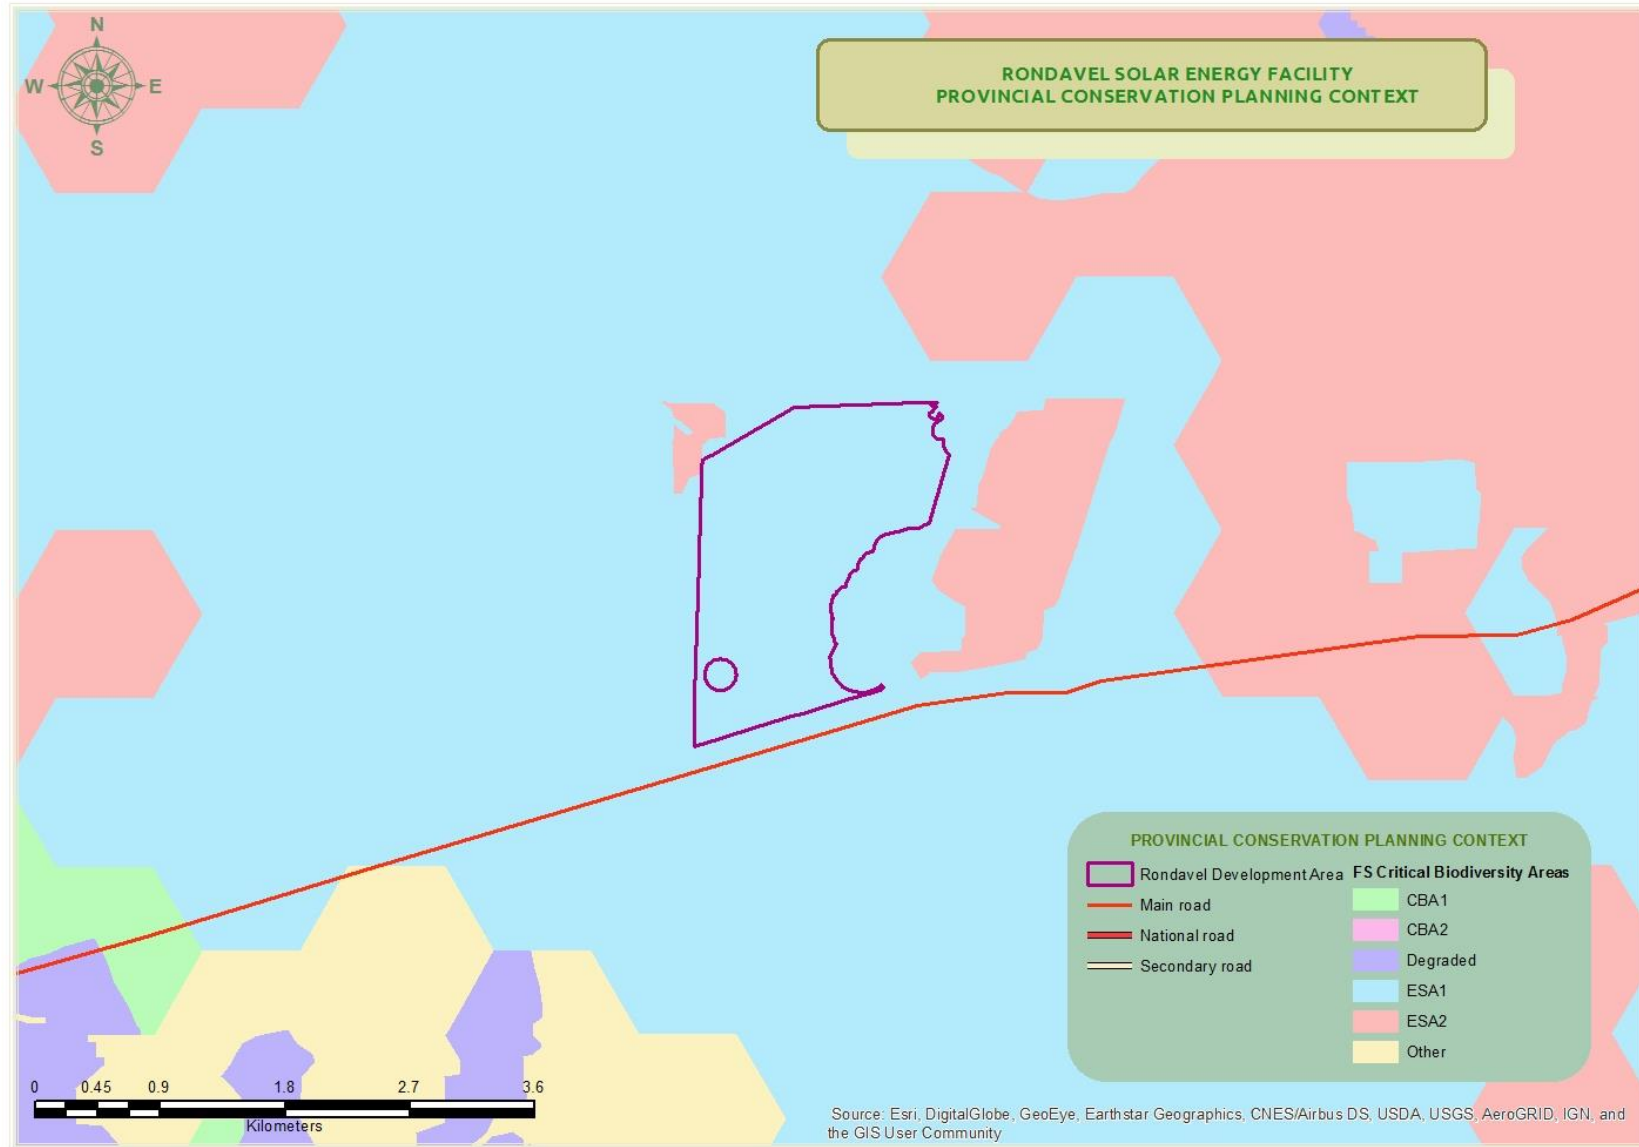 N
W E
S
RONDAVEL SOLAR ENERGY FACILITY
PROVINCIAL CONSERVATION PLANNING CONTEXT
PROVINCIAL CONSERVATION PLANNING CONTEXT
Rondavel Development Area
Main road
National road
Secondary road
FS Critical Biodiversity Areas
CBA1
CBA2
Degraded
ESA1
ESA2
Other
0 0.45 0.9 1.8 2.7 3.6
Kilometers
Source: Esri, DigitalGlobe, GeoEye, Earthstar Geographics, CNES/Airbus DS, USDA, USGS, AeroGRID, IGN, and
the GIS User Community